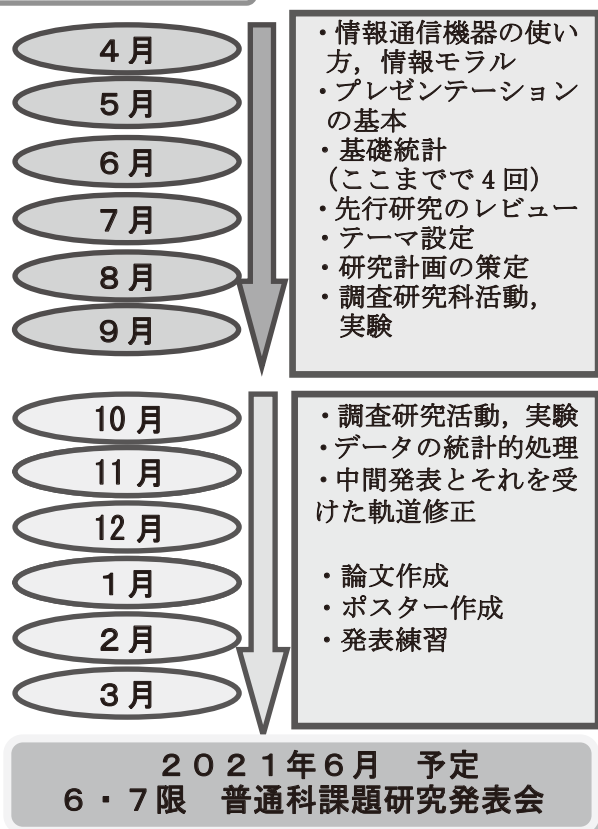 ４月
５月
６月
７月
８月
９月
・情報通信機器の使い
方，情報モラル
・プレゼンテーション
の基本
・基礎統計
（ここまでで４回）
・先行研究のレビュー
・テーマ設定
・研究計画の策定
・調査研究科活動，
実験
10 月
11 月
12 月
１月
２月
３月
・調査研究活動，実験
・データの統計的処理
・中間発表とそれを受
けた軌道修正
・論文作成
・ポスター作成
・発表練習
２０２１年６月　予定
６・７限　普通科課題研究発表会